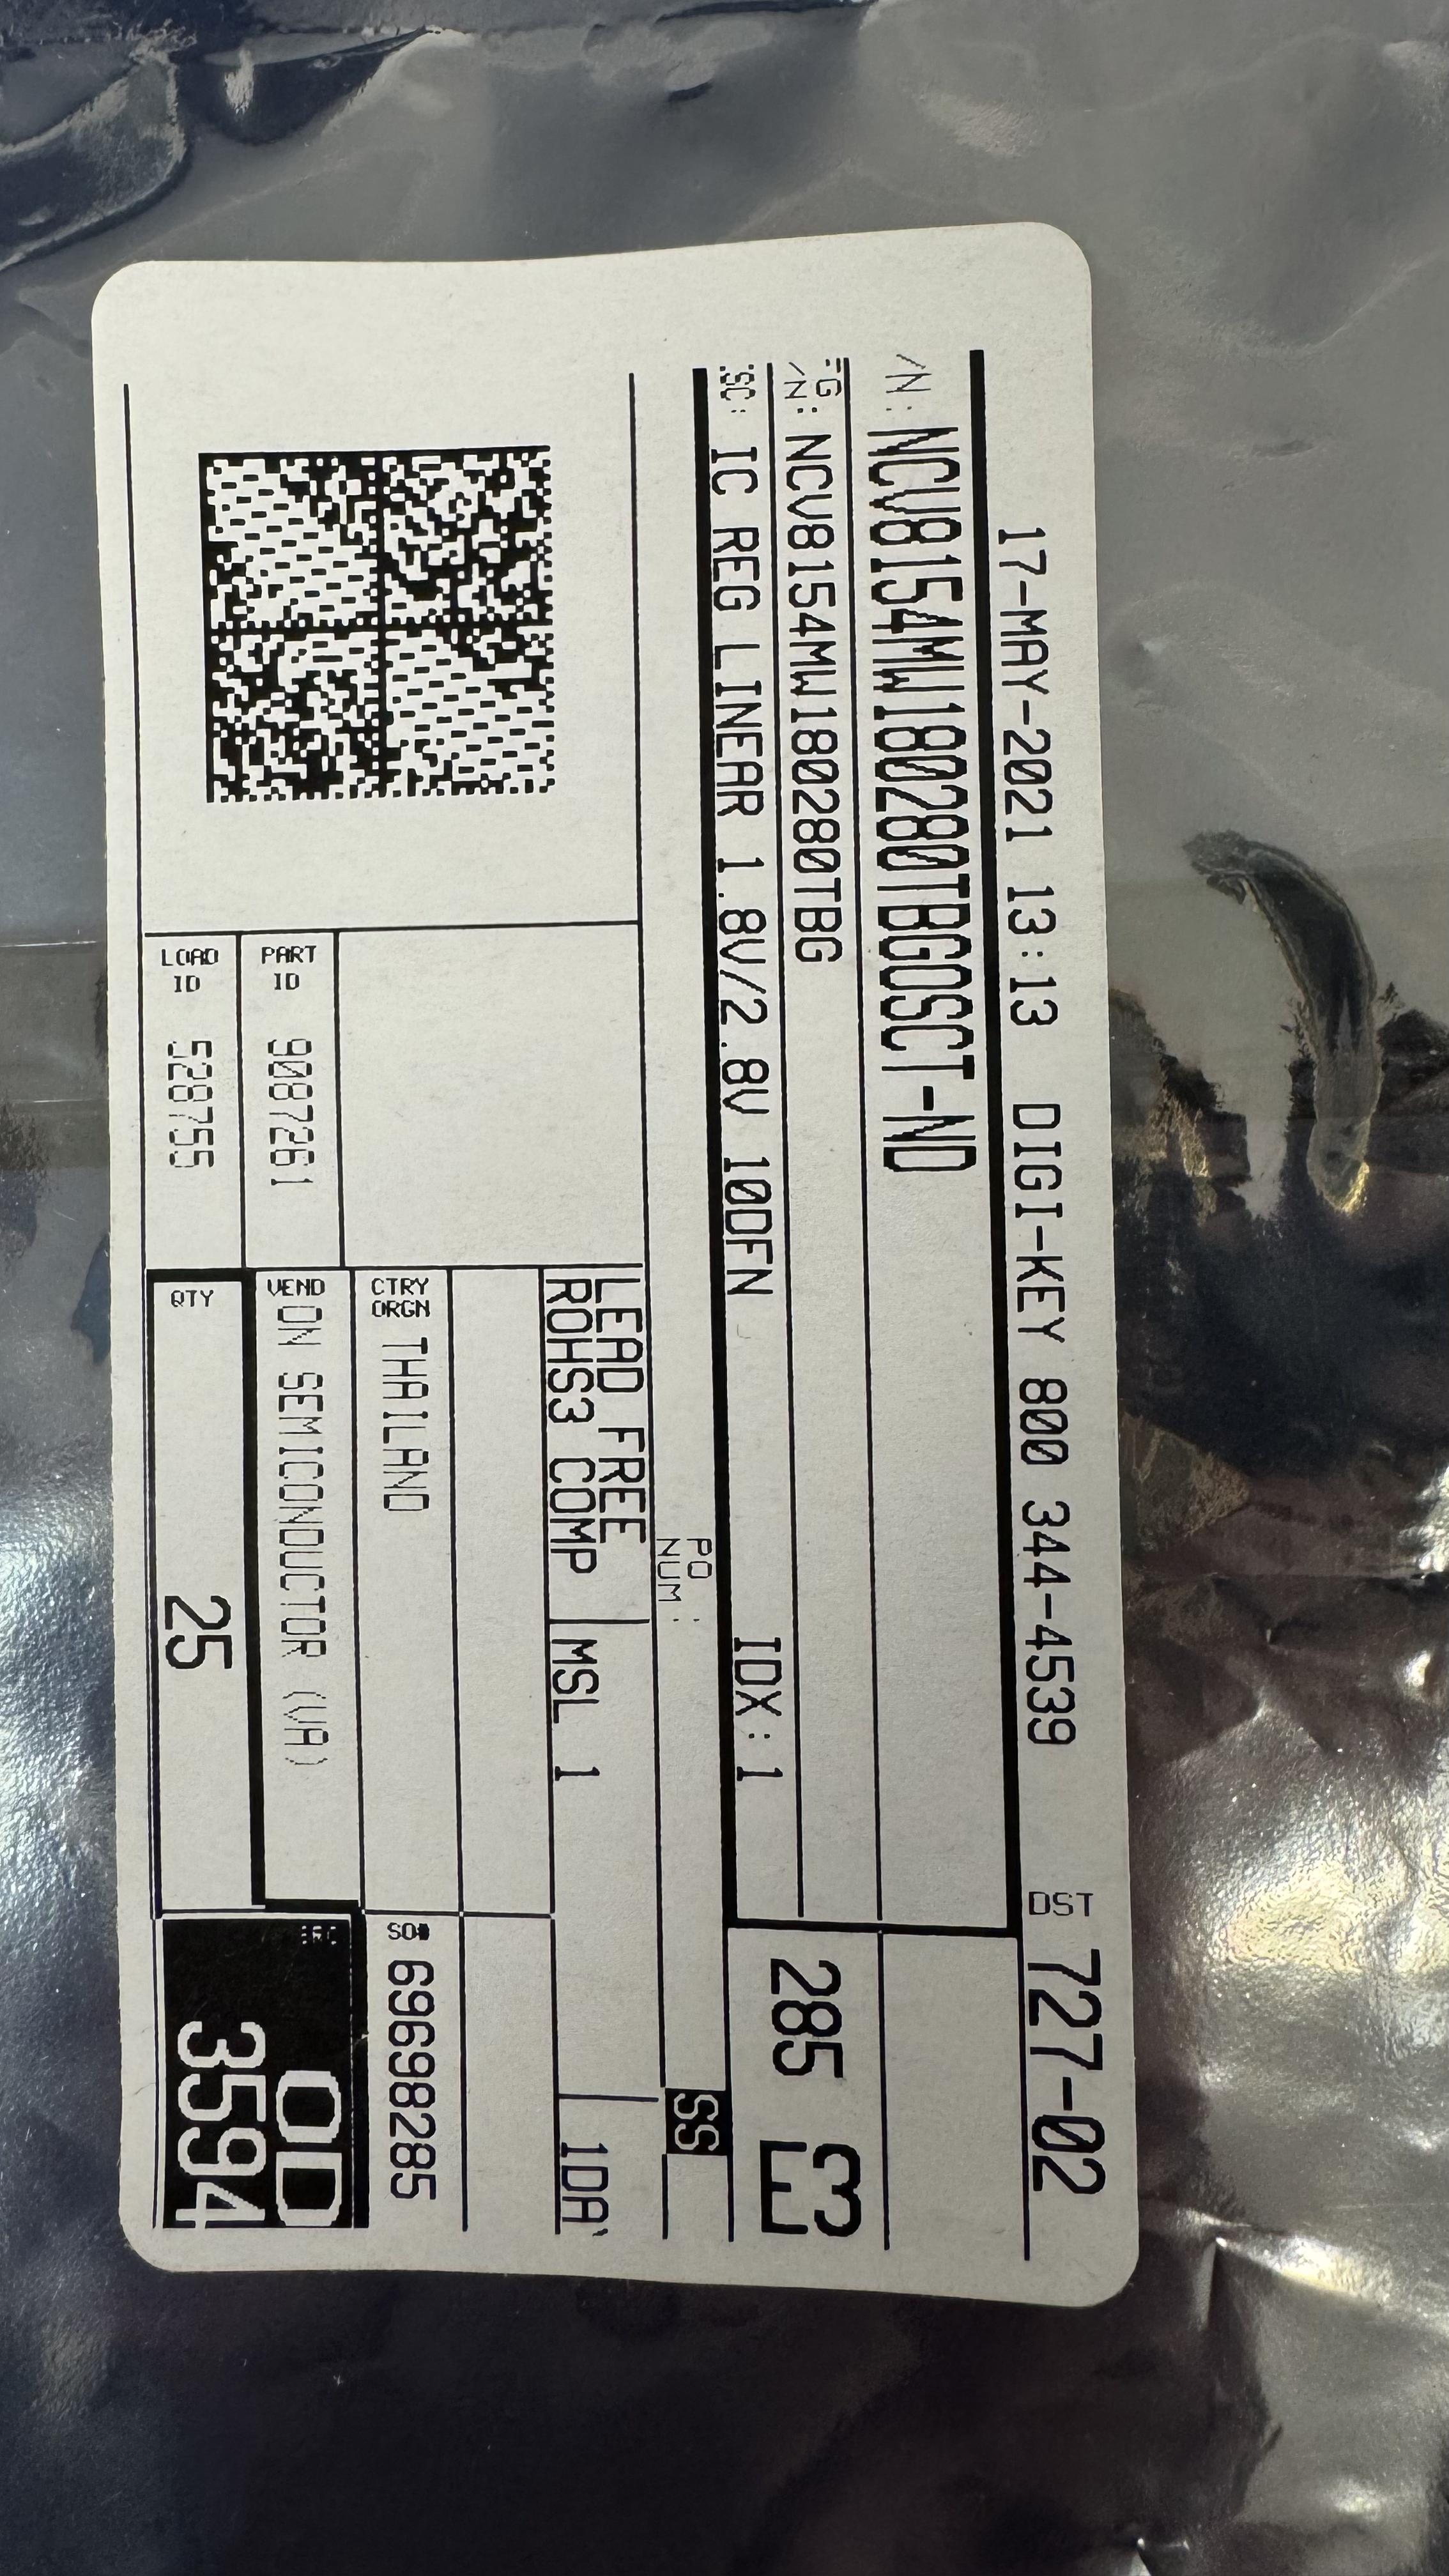 17-MAY-2021 13:13 DIGI-KEY 800 344-4539 DST 727-02
/N: NCV8154MW180280TBGOSCT-ND
/N: NCV8154MW180280TBG
285 E3
SC: IC REG LINEAR 1.8V/2.8V 10DFN IDX: 1
PO
NUM: SS
LEAD FREE
ROHS3 COMP MSL 1 1DA
CTRY
ORGN THAILAND SO# 69698285
PART
ID 9087261
VEND ON SEMICONDUCTOR (VA)
LOAD
ID 528755
QTY 25
OD
3594